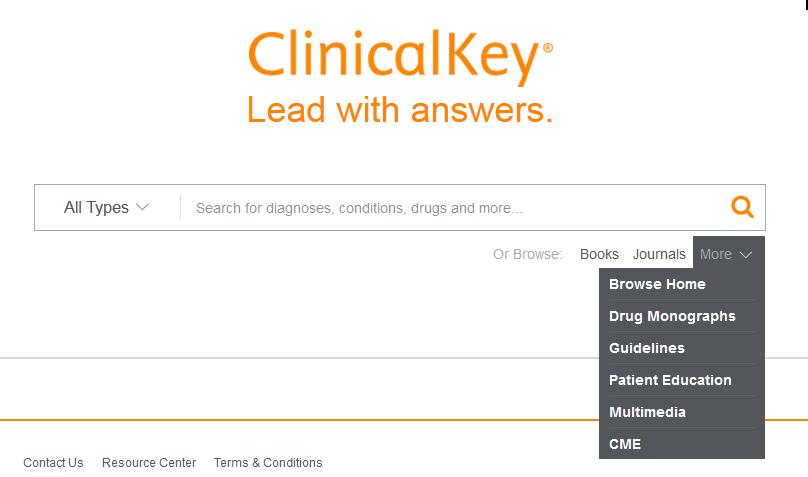 ClinicalKey®
Lead with answers.
All Types
Search for diagnoses, conditions, drugs and more...
Or Browse: Books Journals More
Browse Home
Drug Monographs
Guidelines
Patient Education
Multimedia
CME
Contact Us Resource Center Terms & Conditions